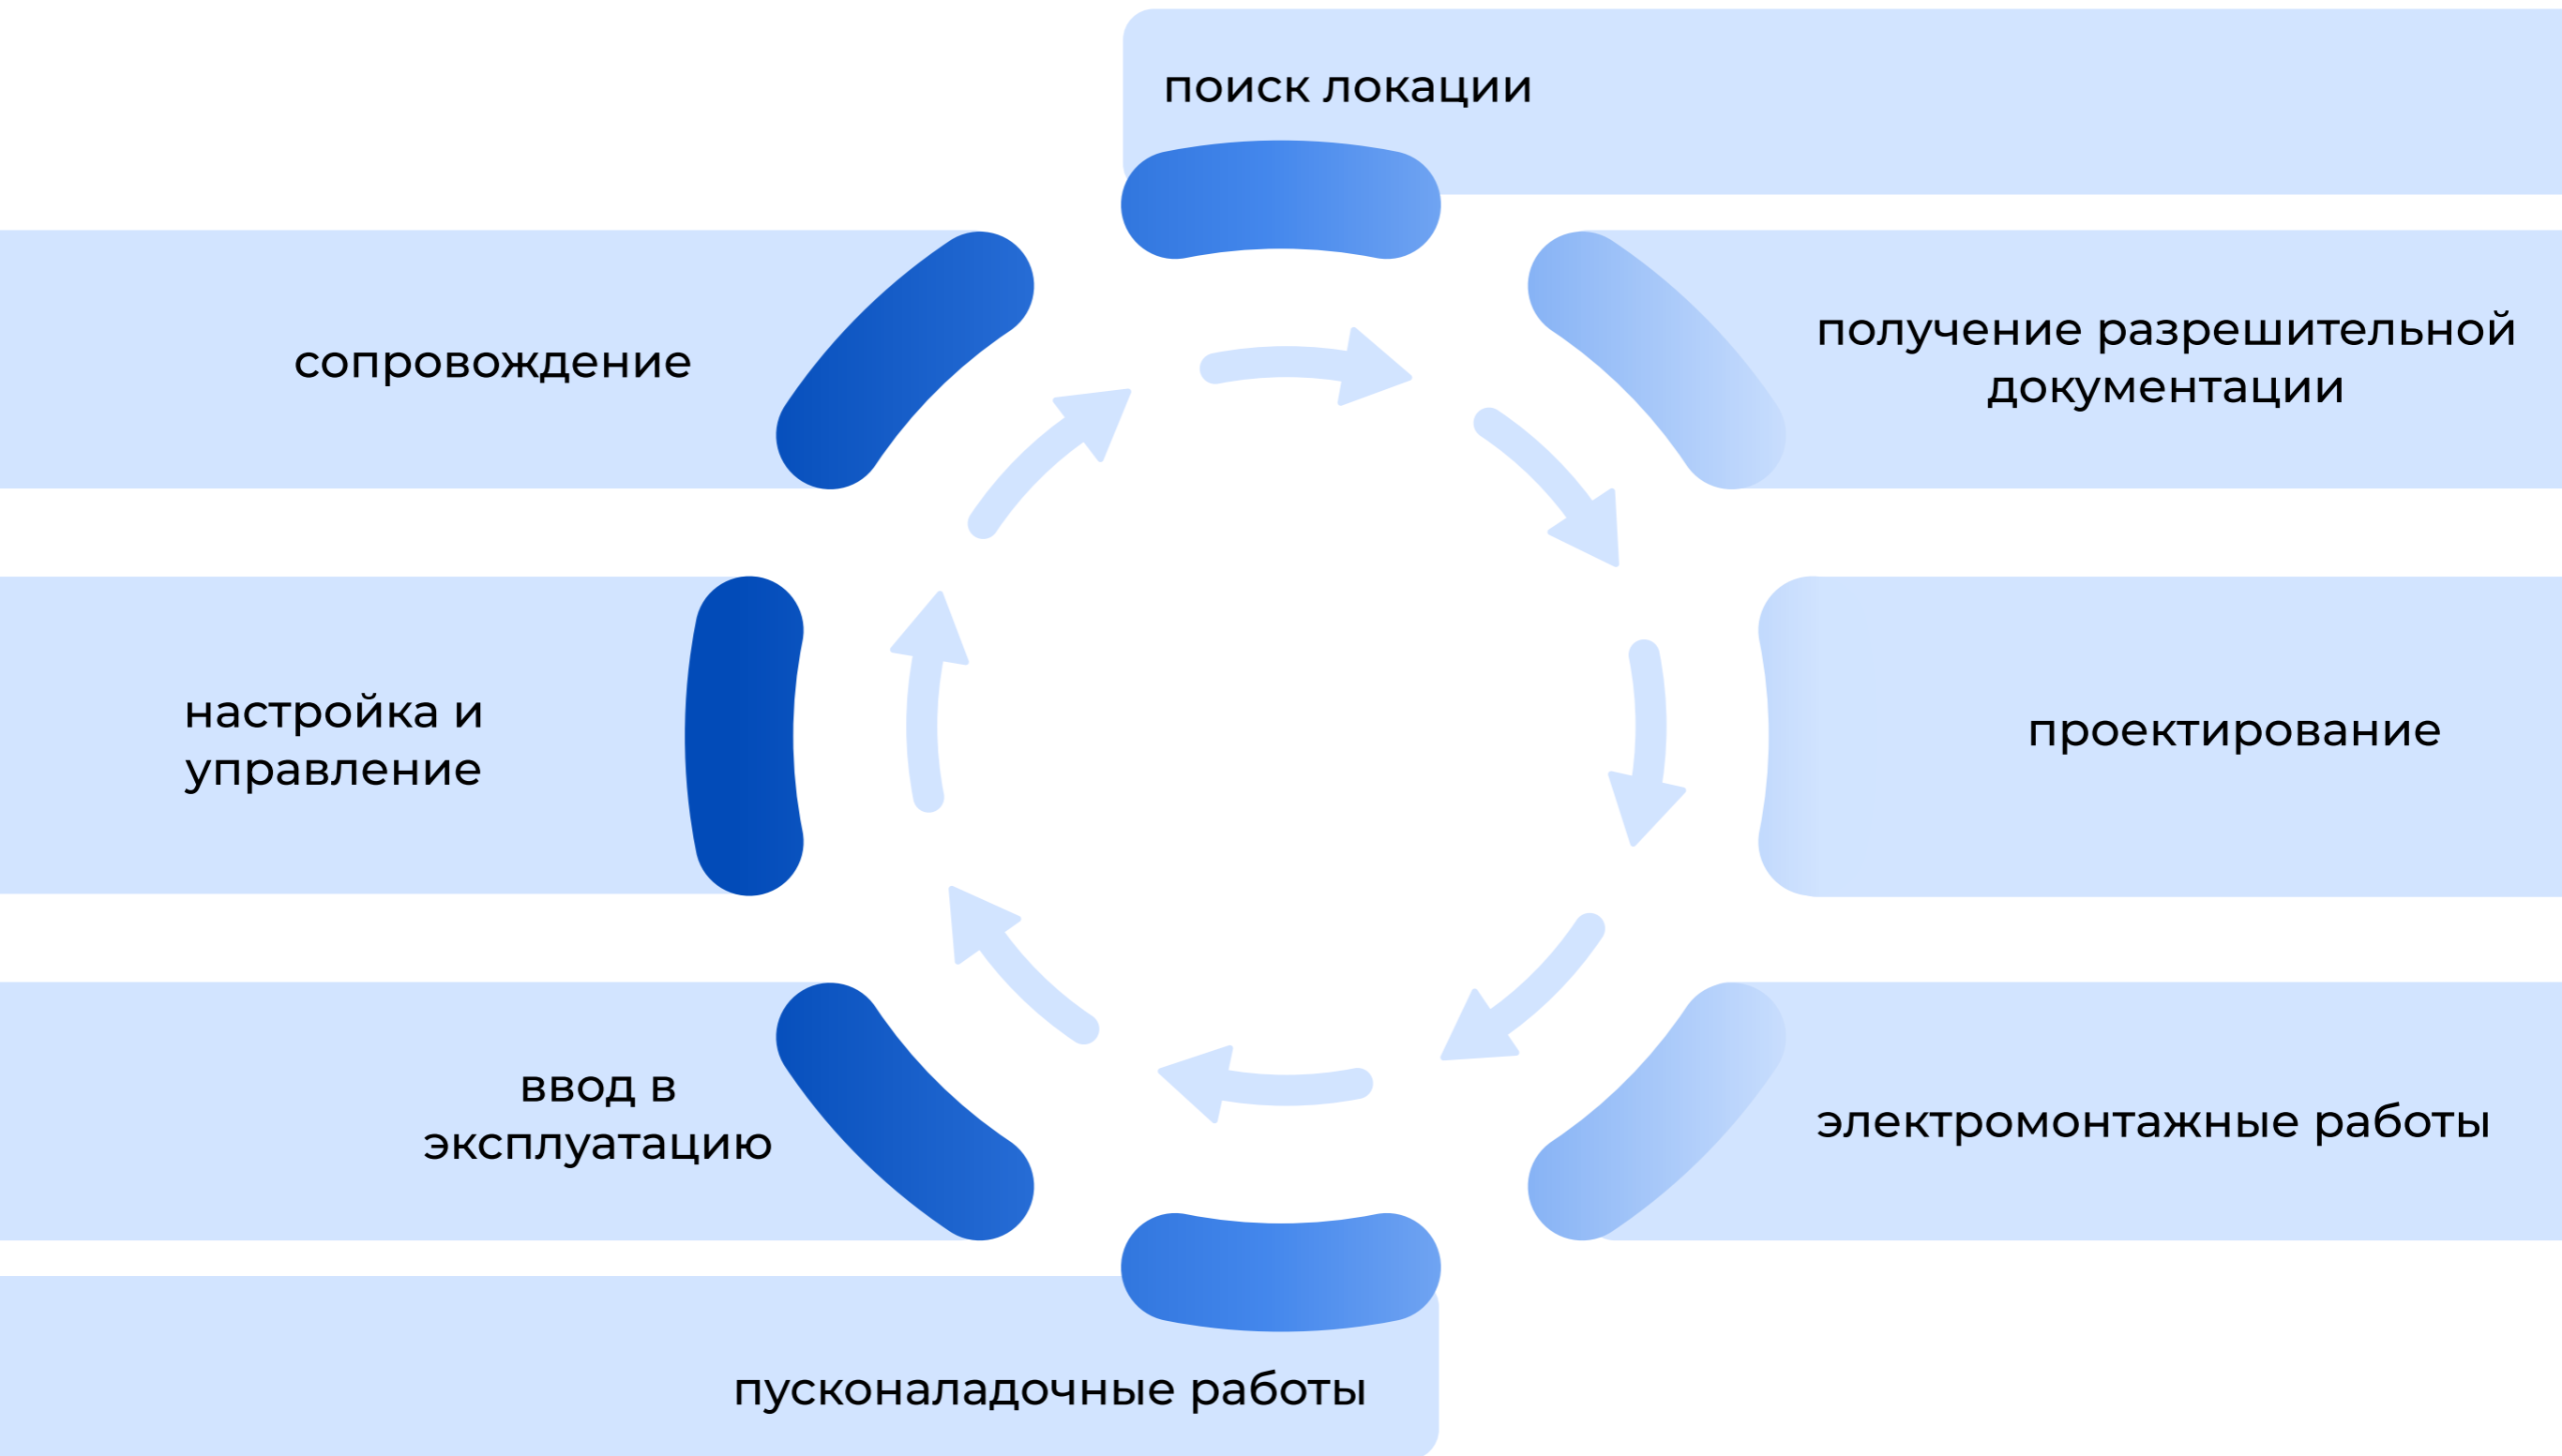 поиск локации
получение разрешительной
документации
проектирование
электромонтажные работы
пусконаладочные работы
ввод в
эксплуатацию
настройка и
управление
сопровождение